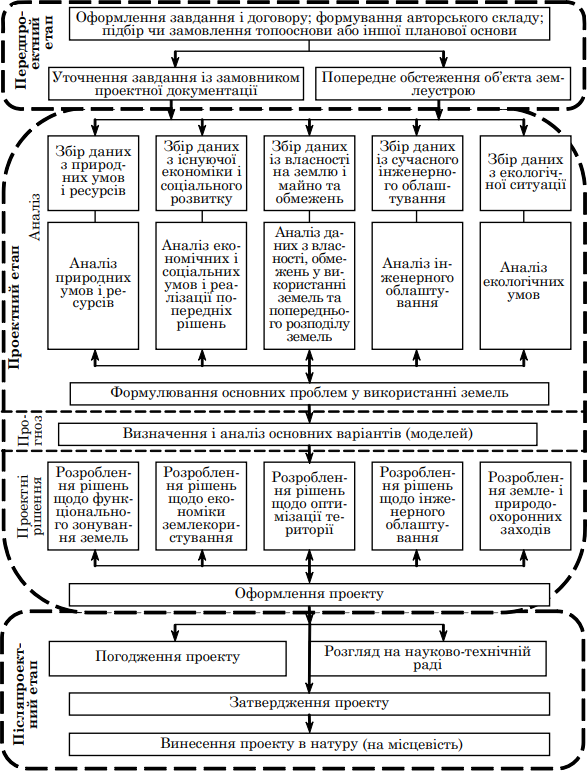 Передпро-
ектний
етап
Оформлення завдання і договору; формування авторського складу;
підбір чи замовлення топооснови або іншої планової основи
Уточнення завдання із замовником
проектної документації
Попереднє обстеження об'єкта зем-
леустрою
Проектний етап
Аналіз
Збір даних
з природ-
них умов
і ресурсів
Збір даних
з існуючої
економіки і
соціального
розвитку
Збір даних
із власності
на землю і
майно та
обмежень
Збір даних
із сучасного
інженерно-
го облаш-
тування
Збір даних
з екологіч-
ної ситуації
Аналіз
природних
умов і ре-
сурсів
Аналіз еко-
номічних і
соціальних
умов і реа-
лізації по-
передніх
рішень
Аналіз да-
них з влас-
ності, обме-
жень у ви-
користанні
земель та
попередньо-
го розподілу
земель
Аналіз ін-
женерного
облаштуван-
ня
Аналіз
екологічних
умов
Формулювання основних проблем у використанні земель
Про-
гноз
Визначення і аналіз основних варіантів (моделей)
Проектні
рішення
Розроблен-
ня рішень
щодо функ-
ціонально-
го зонуван-
ня земель
Розроблен-
ня рішень
щодо еко-
номіки
землекори-
стування
Розроблен-
ня рішень
щодо опти-
мізації те-
риторії
Розроблен-
ня рішень
щодо інже-
нерного
облаштуван-
ня
Розроблен-
ня земле- і
природо-
охоронних
заходів
Оформлення проекту
Післяпроект-
ний етап
Погодження проекту
Розгляд на науково-технічній
раді
Затвердження проекту
Винесення проекту в натуру (на місцевість)